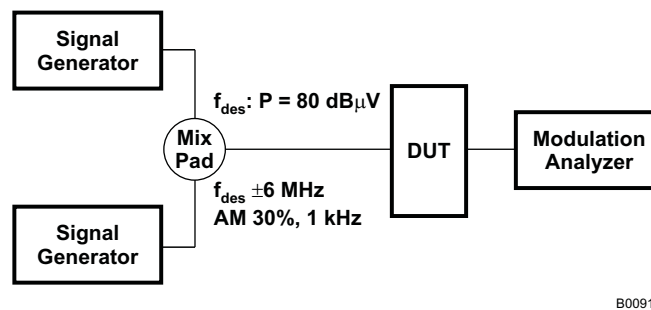 Signal
Generator
f_des: P = 80 dBμV
Mix
Pad
DUT
Modulation
Analyzer
f_des ±6 MHz
AM 30%, 1 kHz
Signal
Generator
B0091